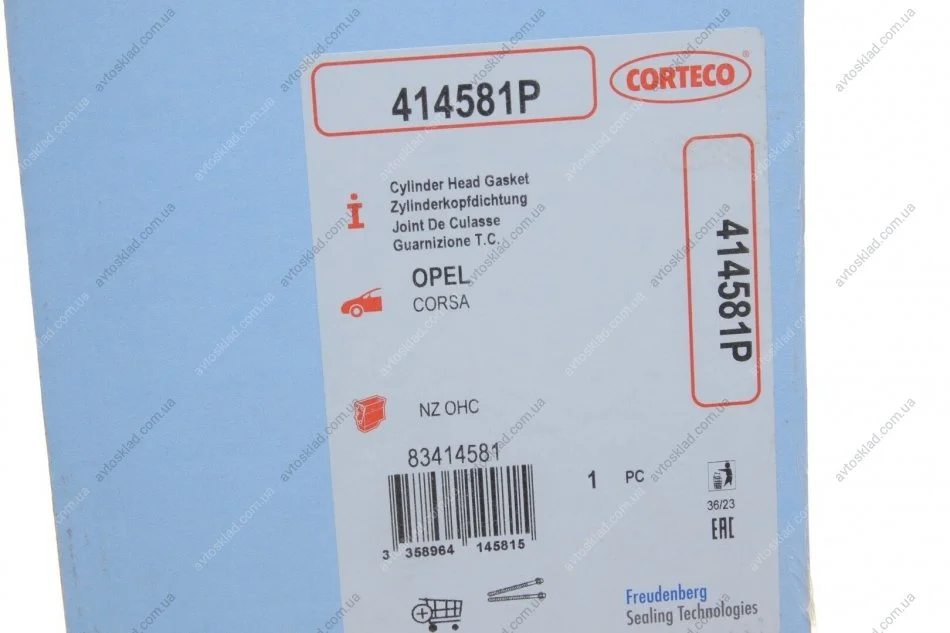 414581P
CORTECO®
414581P
Cylinder Head Gasket
Zylinderkopfdichtung
Joint De Culasse
Guarnizione T.C.
OPEL
CORSA
NZ OHC
83414581
1 PC
36/23
EAC
3 358964 145815
Freudenberg
Sealing Technologies
avtosklad.com.ua